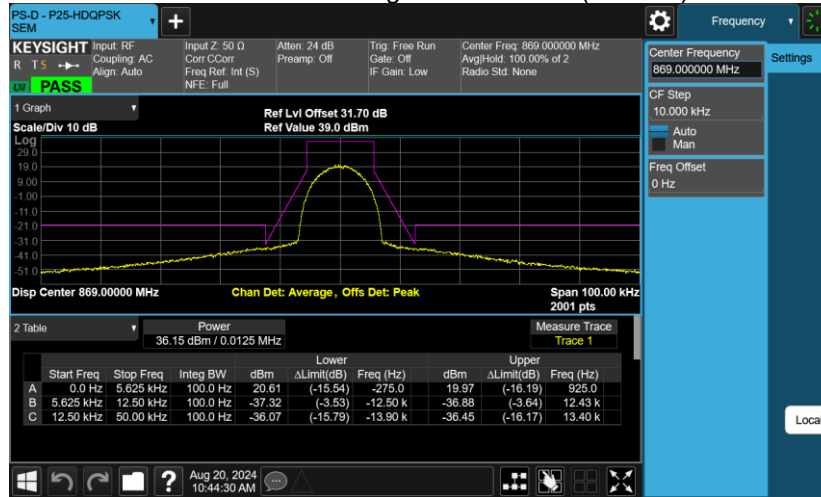 PS-D - P25-HDQPSK
SEM
Frequency
KEYSIGHT
R T S
LXI PASS
Input: RF
Coupling: AC
Align: Auto
Input Z: 50 Ω
Corr CCorr
Freq Ref: Int (S)
NFE: Full
Atten: 24 dB
Preamp: Off
Trig: Free Run
Gate: Off
IF Gain: Low
Center Freq: 869.000000 MHz
Avg|Hold: 100.00% of 2
Radio Std: None
Center Frequency
869.000000 MHz
Settings
CF Step
10.000 kHz
Auto
Man
Freq Offset
0 Hz
1 Graph
Scale/Div 10 dB
Ref Lvl Offset 31.70 dB
Ref Value 39.0 dBm
Log
29.0
19.0
9.00
-1.00
-11.0
-21.0
-31.0
-41.0
-51.0
Disp Center 869.00000 MHz
Chan Det: Average, Offs Det: Peak
Span 100.00 kHz
2001 pts
2 Table
Power
36.15 dBm / 0.0125 MHz
Measure Trace
Trace 1
Lower Upper
Start Freq Stop Freq Integ BW dBm ΔLimit(dB) Freq (Hz) dBm ΔLimit(dB) Freq (Hz)
A 0.0 Hz 5.625 kHz 100.0 Hz 20.61 (-15.54) -275.0 19.97 (-16.19) 925.0
B 5.625 kHz 12.50 kHz 100.0 Hz -37.32 (-3.53) -12.50 k -36.88 (-3.64) 12.43 k
C 12.50 kHz 50.00 kHz 100.0 Hz -36.07 (-15.79) -13.90 k -36.45 (-16.17) 13.40 k
Local
? Aug 20, 2024
10:44:30 AM